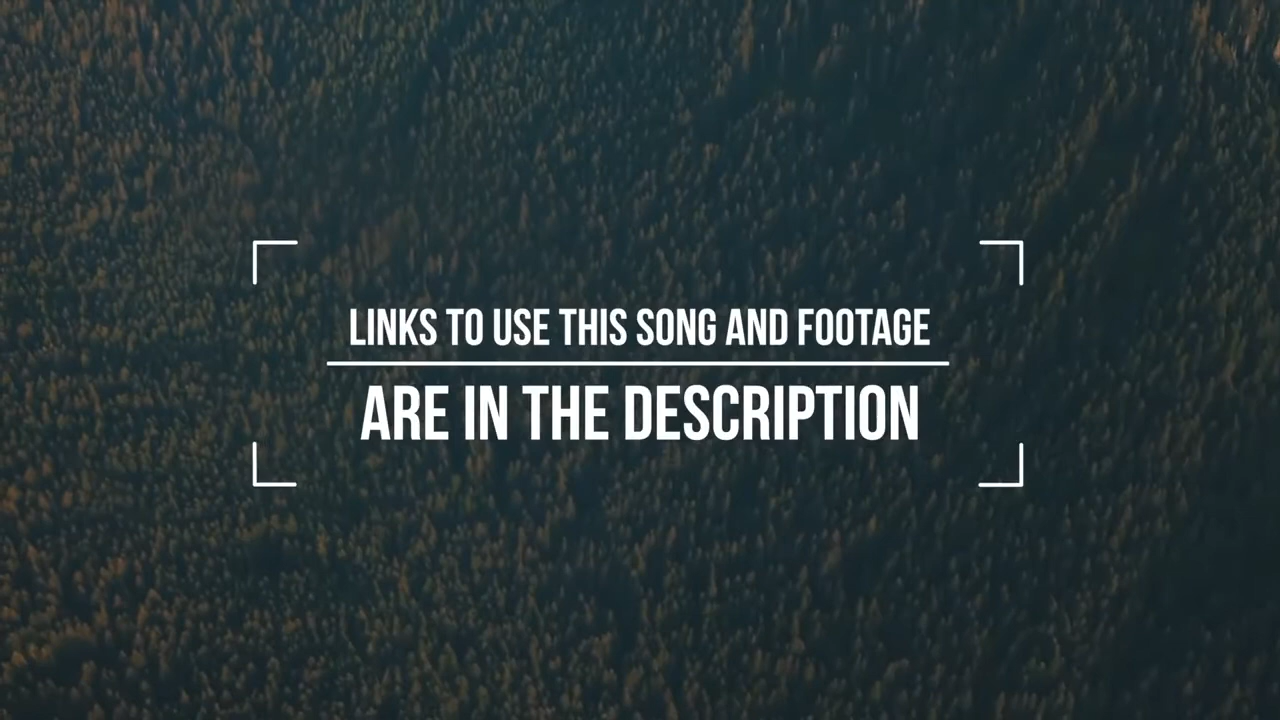 LINKS TO USE THIS SONG AND FOOTAGE
ARE IN THE DESCRIPTION